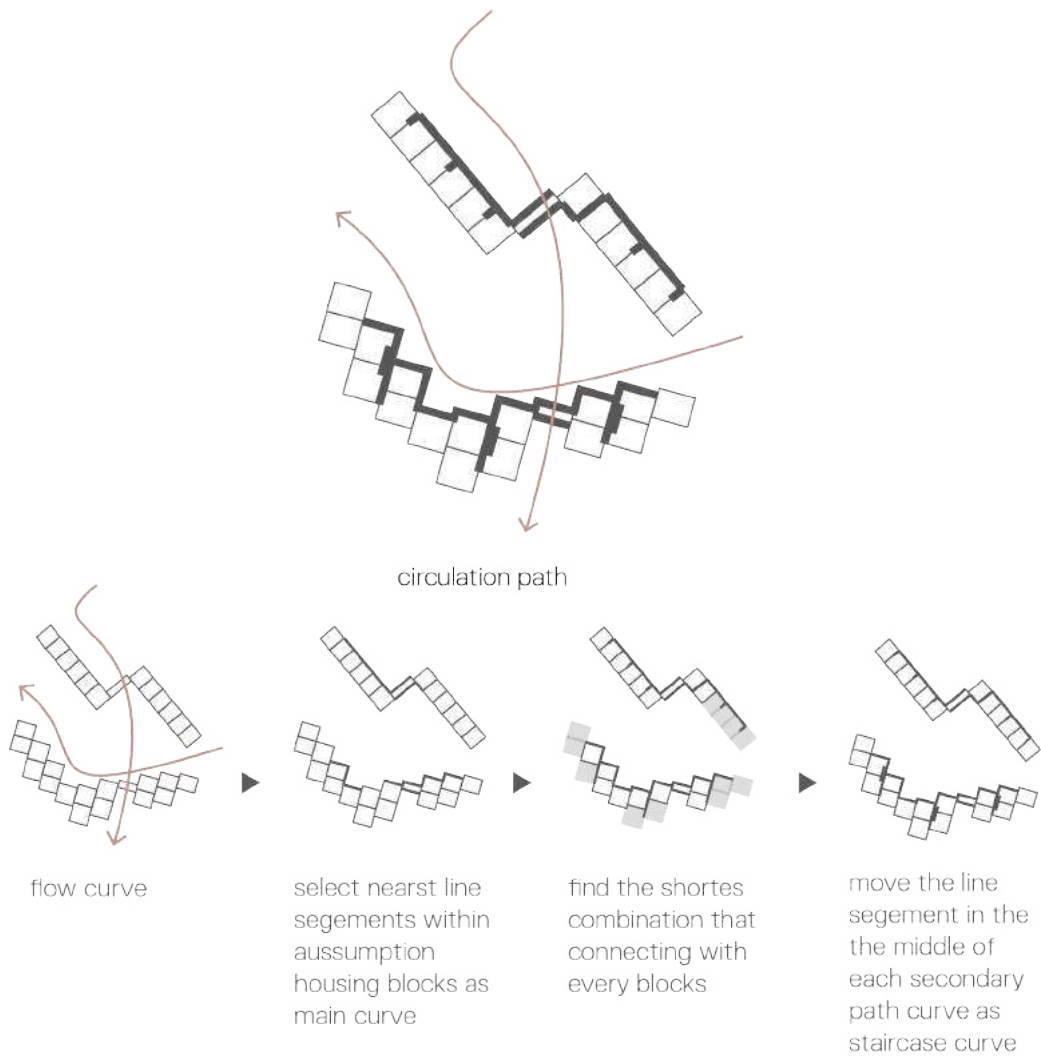 circulation path
flow curve
select nearst line
segements within
aussumption
housing blocks as
main curve
find the shortes
combination that
connecting with
every blocks
move the line
segement in the
the middle of
each secondary
path curve as
staircase curve